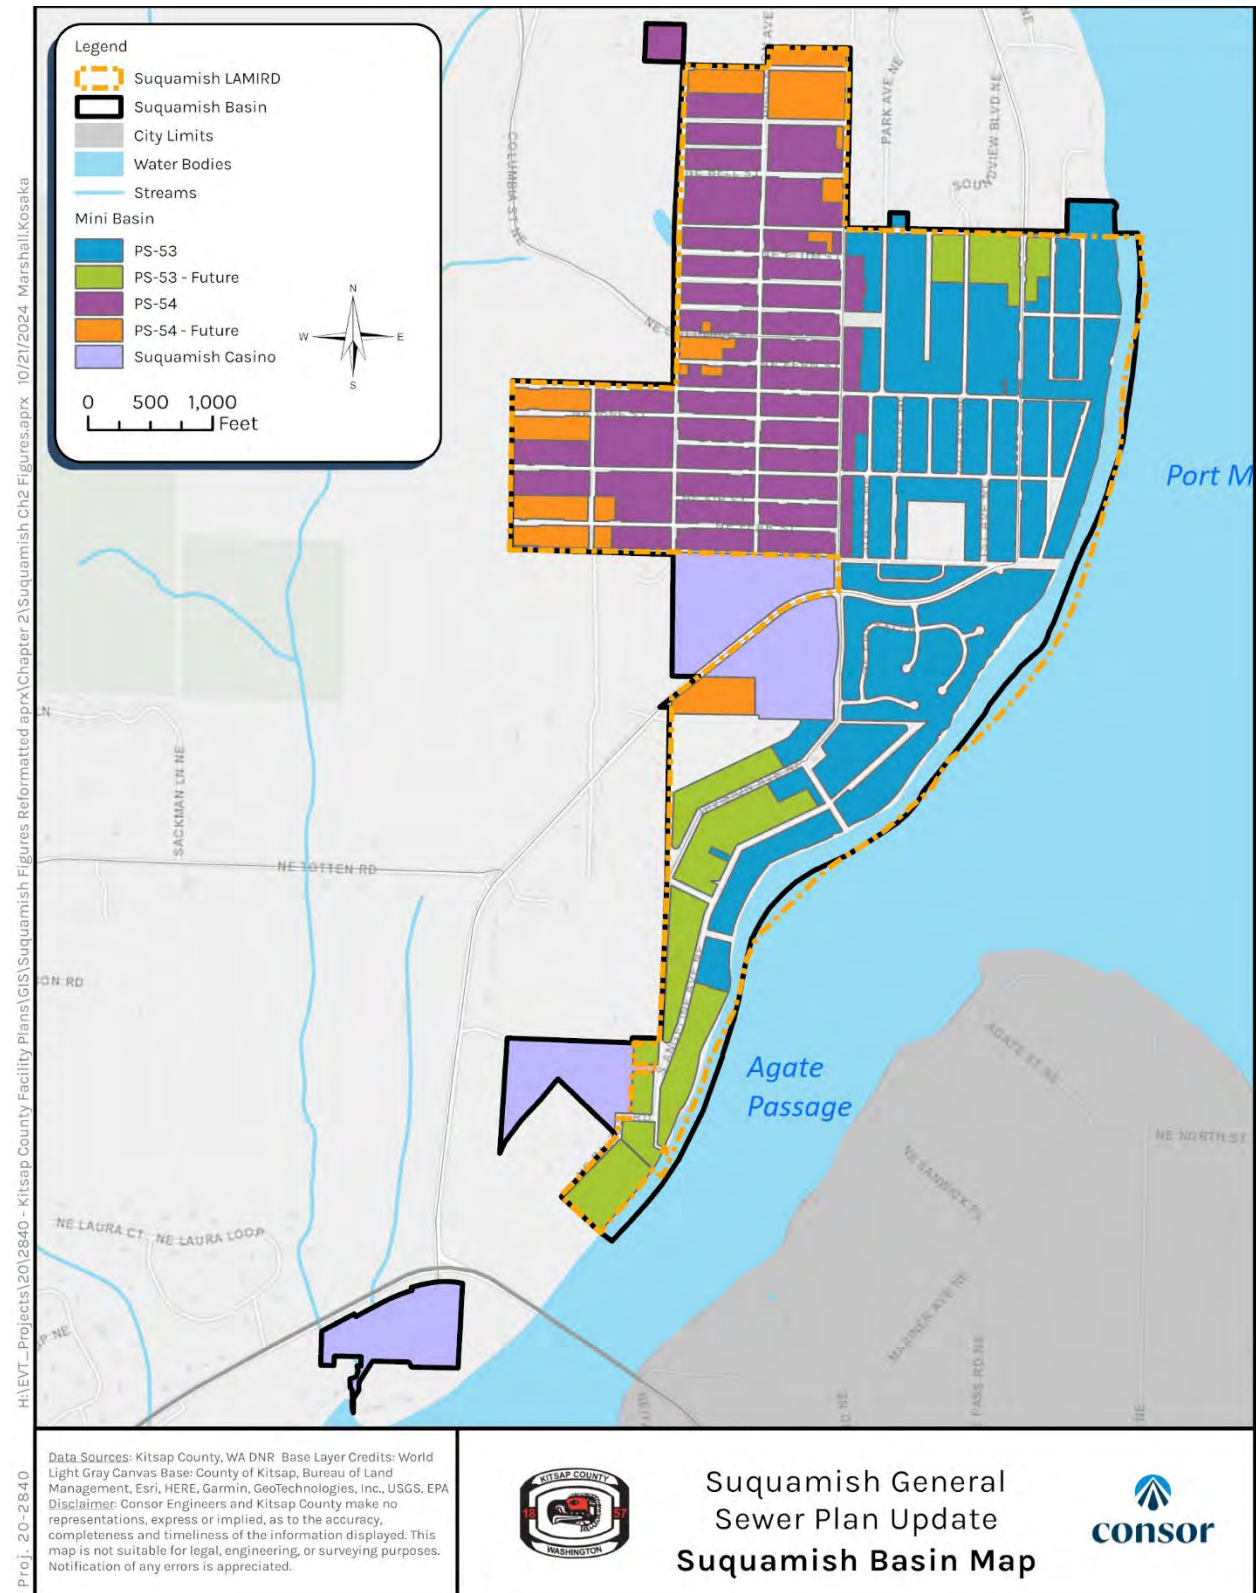 Legend
Suquamish LAMIRD
Suquamish Basin
City Limits
Water Bodies
Streams
Mini Basin
PS-53
PS-53 - Future
PS-54
PS-54 - Future
Suquamish Casino
N
W
E
S
0 500 1,000
Feet
AVE
PARK AVE NE
NE
COLUMBIA ST NE
Port M
LN
SACKMAN LN NE
NE TOTTEN RD
ON RD
Agate
Passage
AGATE ST NE
NE NORTH ST
NE LAURA CT
NE LAURA LOOP
MARINER AVE NE
PASS RD NE
D NE
NE
P NE
H:\EVT_Projects\20\2840 - Kitsap County Facility Plans\GIS\Suquamish Figures Reformatted aprx\Chapter 2\Suquamish Ch2 Figures.aprx 10/21/2024 Marshall.Kosaka
Proj. 20-2840
Data Sources: Kitsap County, WA DNR Base Layer Credits: World
Light Gray Canvas Base: County of Kitsap, Bureau of Land
Management, Esri, HERE, Garmin, GeoTechnologies, Inc., USGS, EPA
Disclaimer: Consor Engineers and Kitsap County make no
representations, express or implied, as to the accuracy,
completeness and timeliness of the information displayed. This
map is not suitable for legal, engineering, or surveying purposes.
Notification of any errors is appreciated.
KITSAP COUNTY
18 57
WASHINGTON
Suquamish General
Sewer Plan Update
Suquamish Basin Map
consor